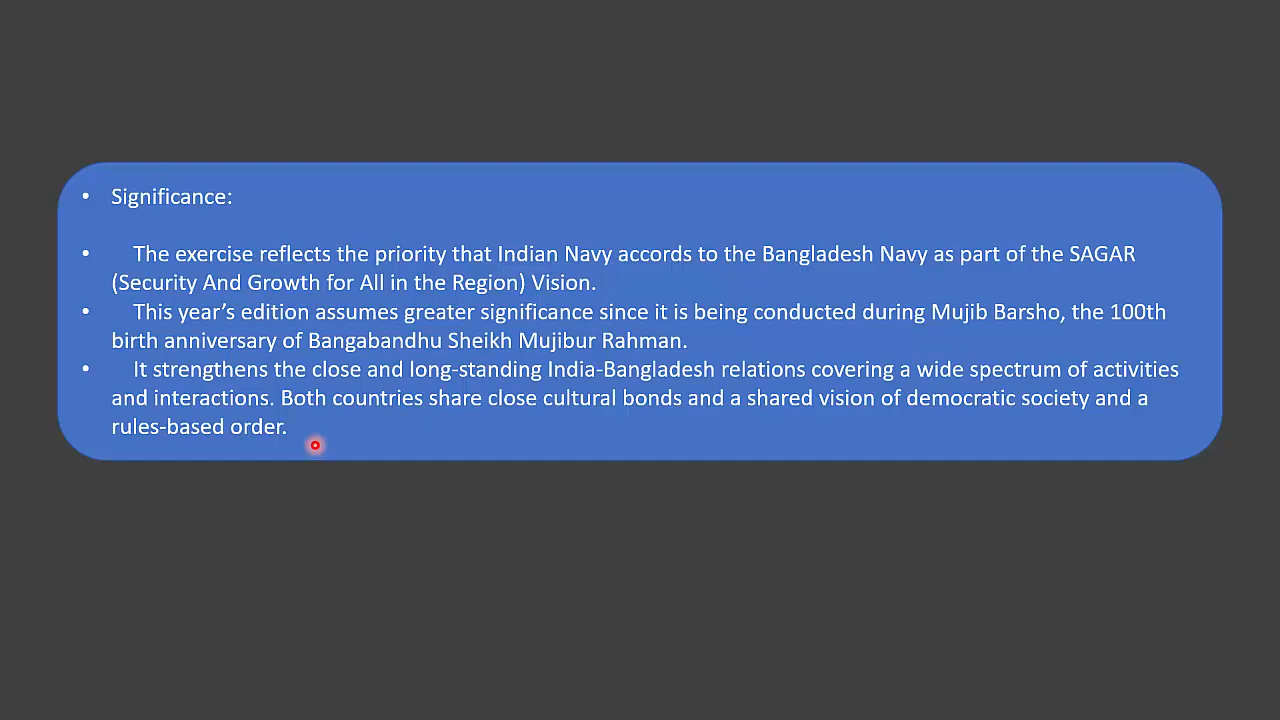 • Significance:
• The exercise reflects the priority that Indian Navy accords to the Bangladesh Navy as part of the SAGAR
(Security And Growth for All in the Region) Vision.
• This year’s edition assumes greater significance since it is being conducted during Mujib Barsho, the 100th
birth anniversary of Bangabandhu Sheikh Mujibur Rahman.
• It strengthens the close and long-standing India-Bangladesh relations covering a wide spectrum of activities
and interactions. Both countries share close cultural bonds and a shared vision of democratic society and a
rules-based order.